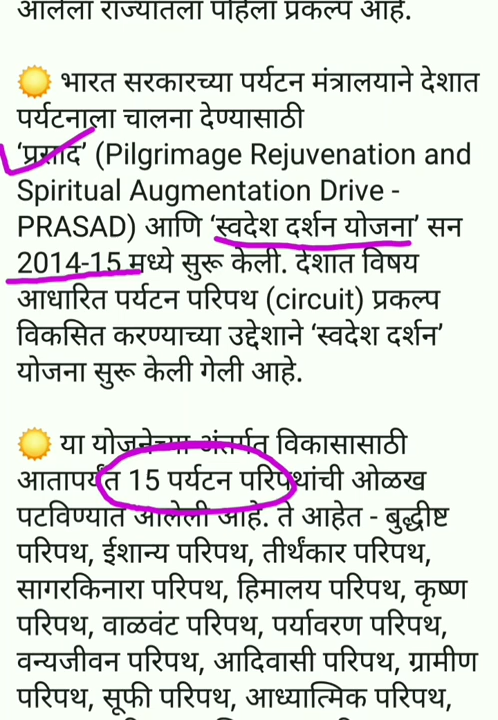 आलेला राज्यातला पहिला प्रकल्प आहे.
भारत सरकारच्या पर्यटन मंत्रालयाने देशात
पर्यटनाला चालना देण्यासाठी
‘प्रसाद’ (Pilgrimage Rejuvenation and
Spiritual Augmentation Drive -
PRASAD) आणि ‘स्वदेश दर्शन योजना’ सन
2014-15 मध्ये सुरू केली. देशात विषय
आधारित पर्यटन परिपथ (circuit) प्रकल्प
विकसित करण्याच्या उद्देशाने ‘स्वदेश दर्शन’
योजना सुरू केली गेली आहे.
या योजनेच्या अंतर्गत विकासासाठी
आतापर्यंत 15 पर्यटन परिपथांची ओळख
पटविण्यात आलेली आहे. ते आहेत - बुद्धीष्ट
परिपथ, ईशान्य परिपथ, तीर्थंकार परिपथ,
सागरकिनारा परिपथ, हिमालय परिपथ, कृष्ण
परिपथ, वाळवंट परिपथ, पर्यावरण परिपथ,
वन्यजीवन परिपथ, आदिवासी परिपथ, ग्रामीण
परिपथ, सूफी परिपथ, आध्यात्मिक परिपथ,